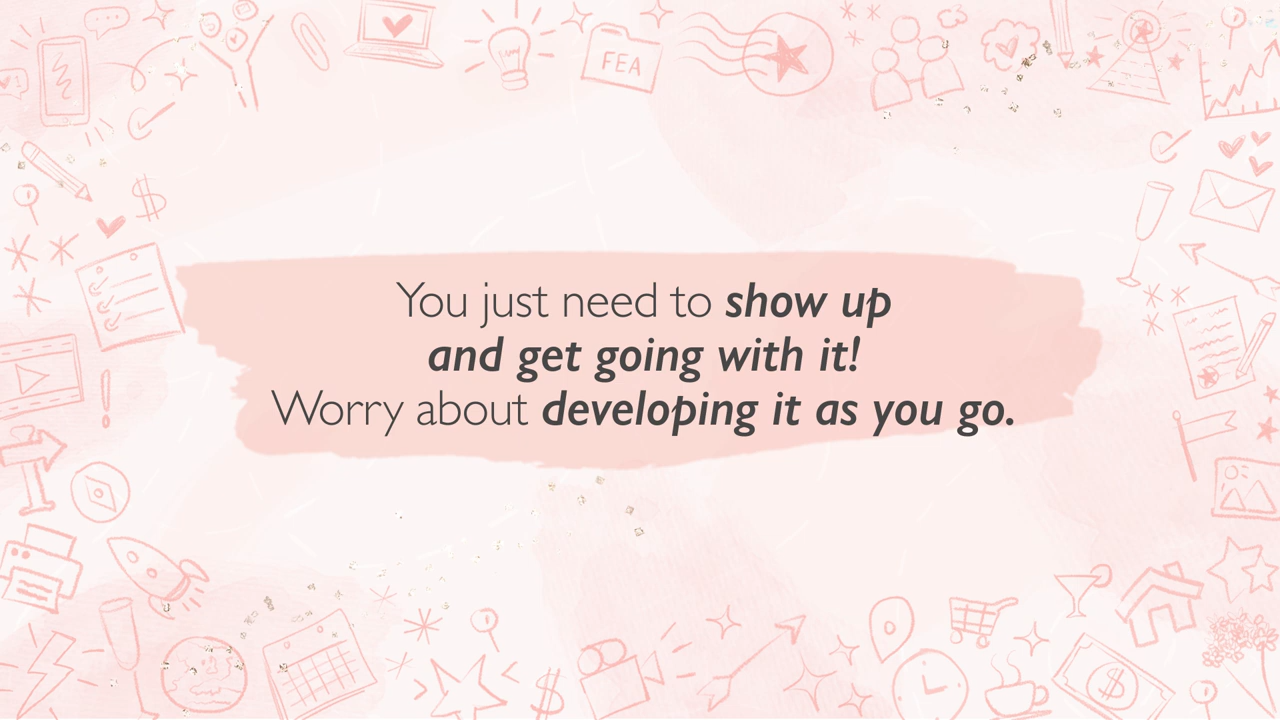 FEA
You just need to show up
and get going with it!
Worry about developing it as you go.